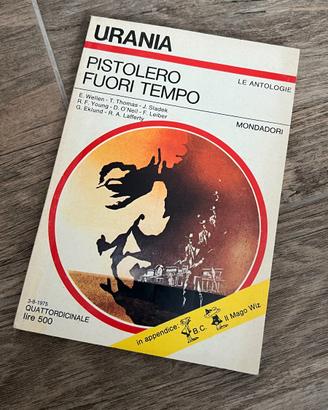 URANIA
LE ANTOLOGIE
PISTOLERO
FUORI TEMPO
MONDADORI
E. Wellen - T. Thomas - J. Sladek
R. F. Young - D. O'Neil - F. Leiber
G. Eklund - R. A. Lafferty
3-8-1975
QUATTORDICINALE
lire 500
in appendice: B.C. Il Mago Wiz